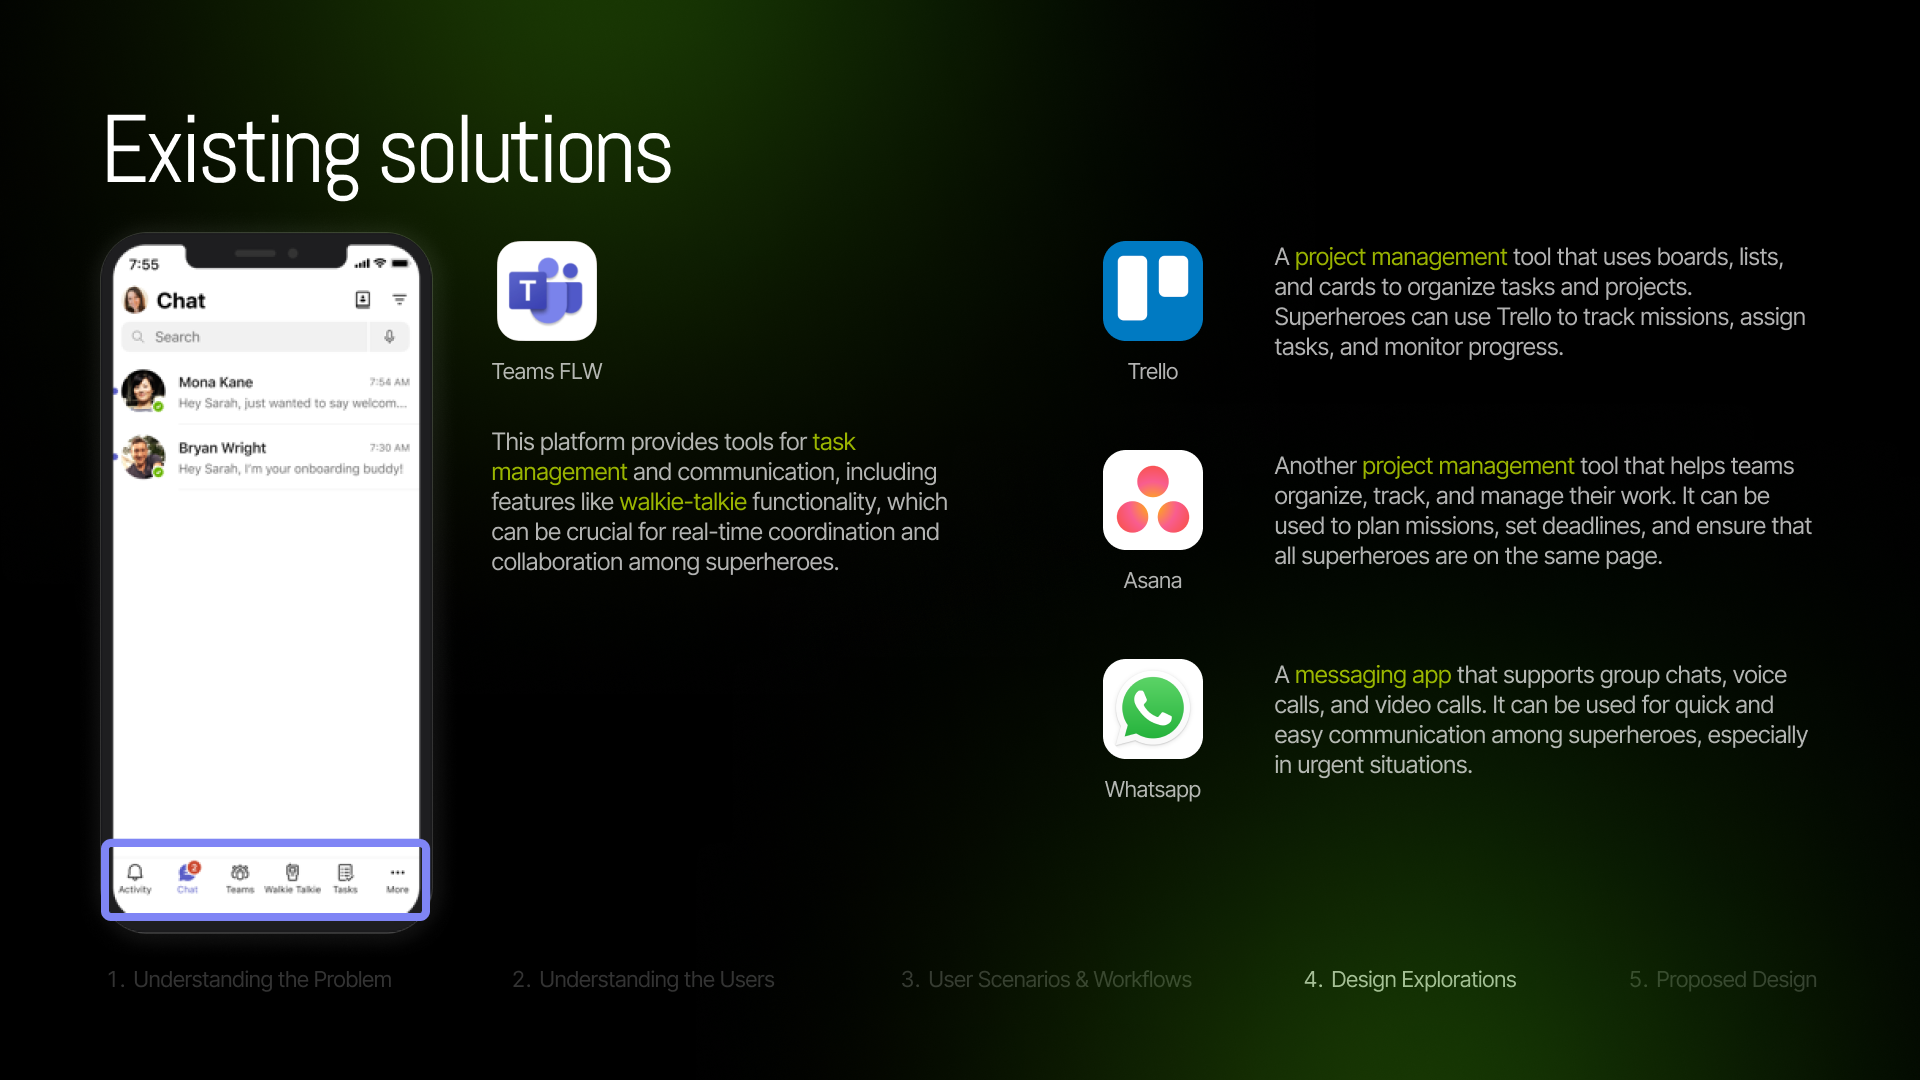 Existing solutions
7:55
Chat
Search
Mona Kane
7:54 AM
Hey Sarah, just wanted to say welcom...
Bryan Wright
7:30 AM
Hey Sarah, I'm your onboarding buddy!
2
Activity
Chat
Teams
Walkie Talkie
Tasks
More
T
Teams FLW
This platform provides tools for task
management and communication, including
features like walkie-talkie functionality, which
can be crucial for real-time coordination and
collaboration among superheroes.
Trello
A project management tool that uses boards, lists,
and cards to organize tasks and projects.
Superheroes can use Trello to track missions, assign
tasks, and monitor progress.
Asana
Another project management tool that helps teams
organize, track, and manage their work. It can be
used to plan missions, set deadlines, and ensure that
all superheroes are on the same page.
Whatsapp
A messaging app that supports group chats, voice
calls, and video calls. It can be used for quick and
easy communication among superheroes, especially
in urgent situations.
1. Understanding the Problem
2. Understanding the Users
3. User Scenarios & Workflows
4. Design Explorations
5. Proposed Design